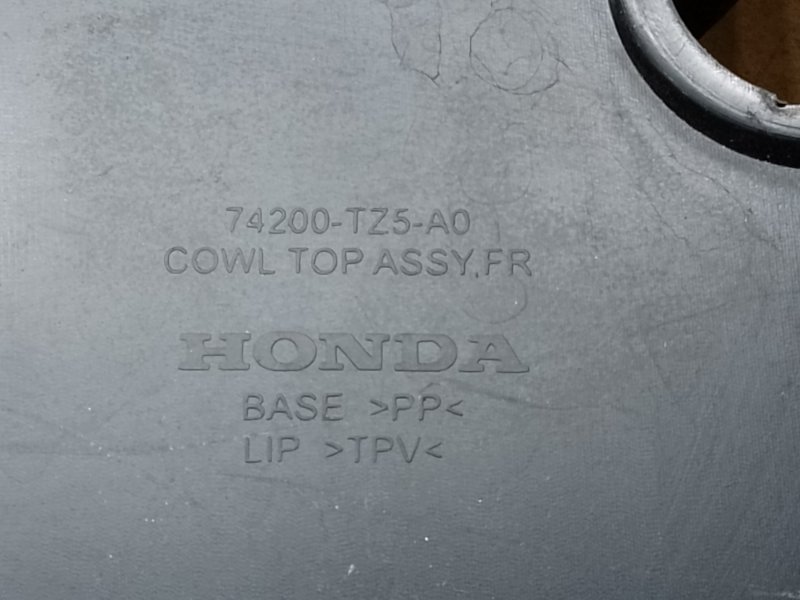 74200-TZ5-A0
COWL TOP ASSY,FR
HONDA
BASE >PP<
LIP >TPV<